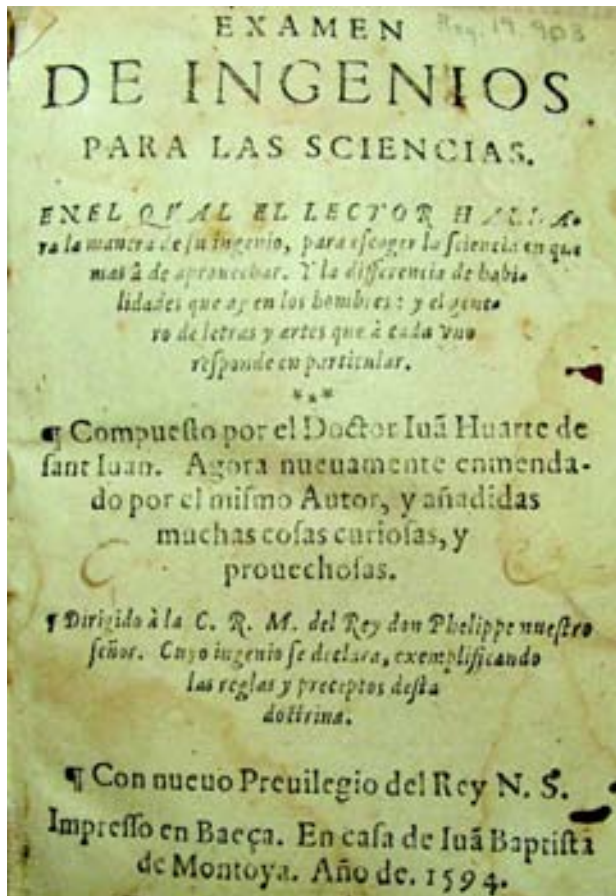 EXAMEN
Reg. 19.903
DE INGENIOS
PARA LAS SCIENCIAS.
EN EL QVAL EL LECTOR HALLA-
ra la manera de su ingenio, para escoger la sciencia en que
mas à de aprouechar. Y la differencia de habi-
lidades que ay en los hombres: y el gene-
ro de letras y artes que à cada vno
responde en particular.
***
¶ Compuesto por el Doctor Iuã Huarte de
sant Iuan. Agora nueuamente enmenda-
do por el mismo Autor, y añadidas
muchas cosas curiosas, y
prouechosas.
¶ Dirigido à la C. R. M. del Rey don Phelippe nuestro
señor. Cuyo ingenio se declara, exemplificando
las reglas y preceptos desta
doctrina.
¶ Con nueuo Preuilegio del Rey N. S.
Impresso en Baeça. En casa de Iuã Baptista
de Montoya. Año de. 1594.